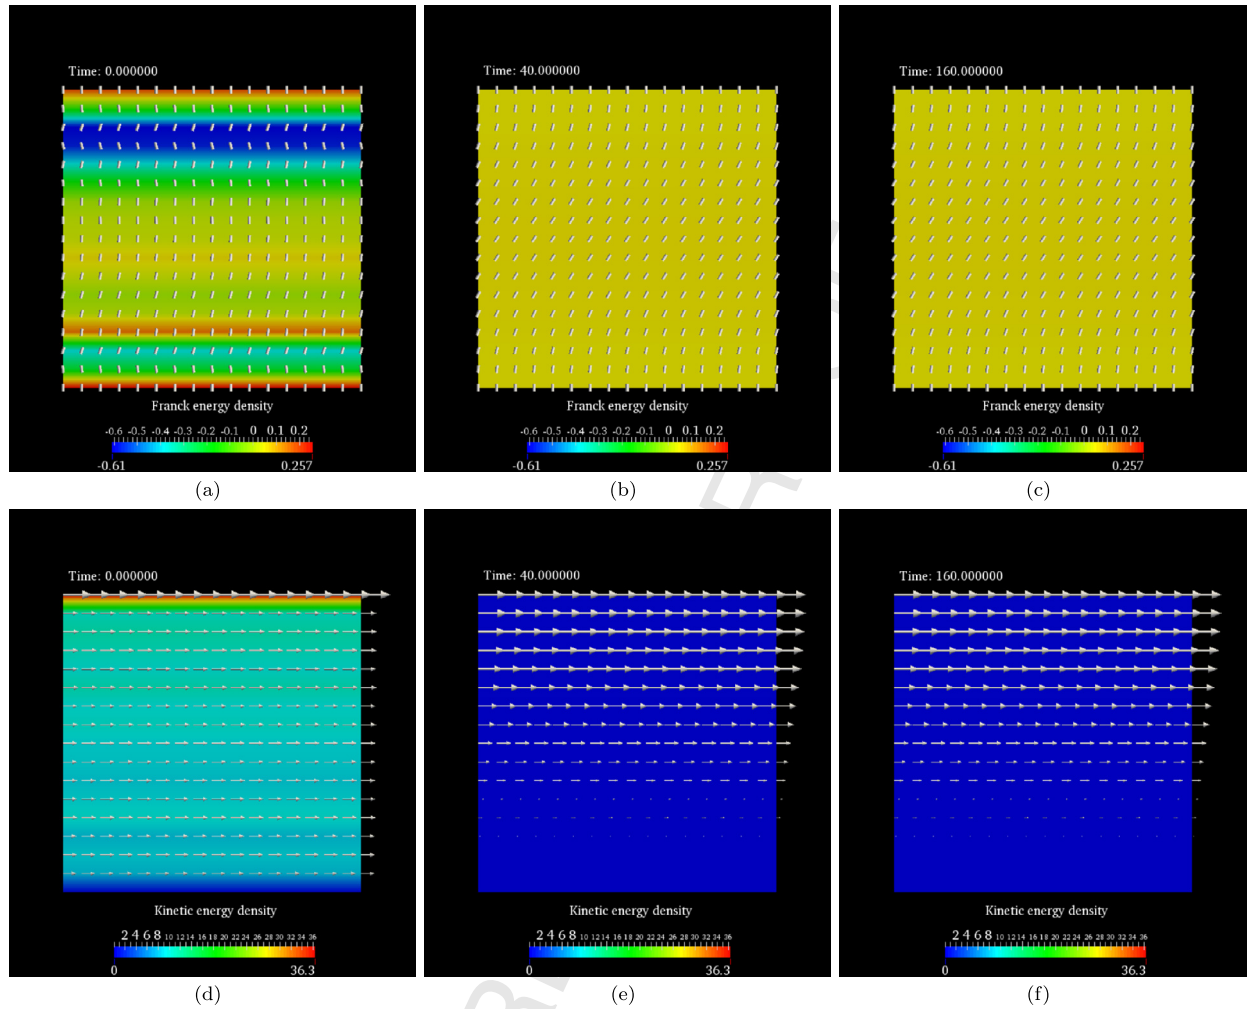 Time: 0.000000
Time: 40.000000
Time: 160.000000
Franck energy density
Franck energy density
Franck energy density
-0.6 -0.5 -0.4 -0.3 -0.2 -0.1 0 0.1 0.2
-0.6 -0.5 -0.4 -0.3 -0.2 -0.1 0 0.1 0.2
-0.6 -0.5 -0.4 -0.3 -0.2 -0.1 0 0.1 0.2
-0.61 0.257
-0.61 0.257
-0.61 0.257
(a)
(b)
(c)
Time: 0.000000
Time: 40.000000
Time: 160.000000
Kinetic energy density
Kinetic energy density
Kinetic energy density
2 4 6 8 10 12 14 16 18 20 22 24 26 28 30 32 34 36
2 4 6 8 10 12 14 16 18 20 22 24 26 28 30 32 34 36
2 4 6 8 10 12 14 16 18 20 22 24 26 28 30 32 34 36
0 36.3
0 36.3
0 36.3
(d)
(e)
(f)